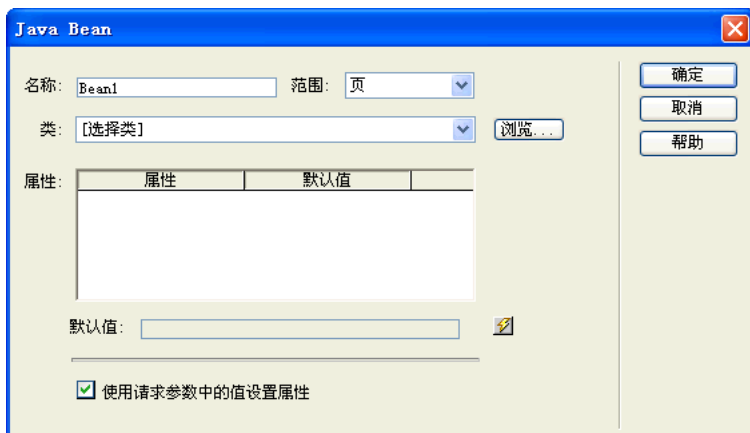 Java Bean
名称: Bean1 范围: 页 确定
取消
类: [选择类] 浏览... 帮助
属性: 属性 默认值
默认值:
使用请求参数中的值设置属性